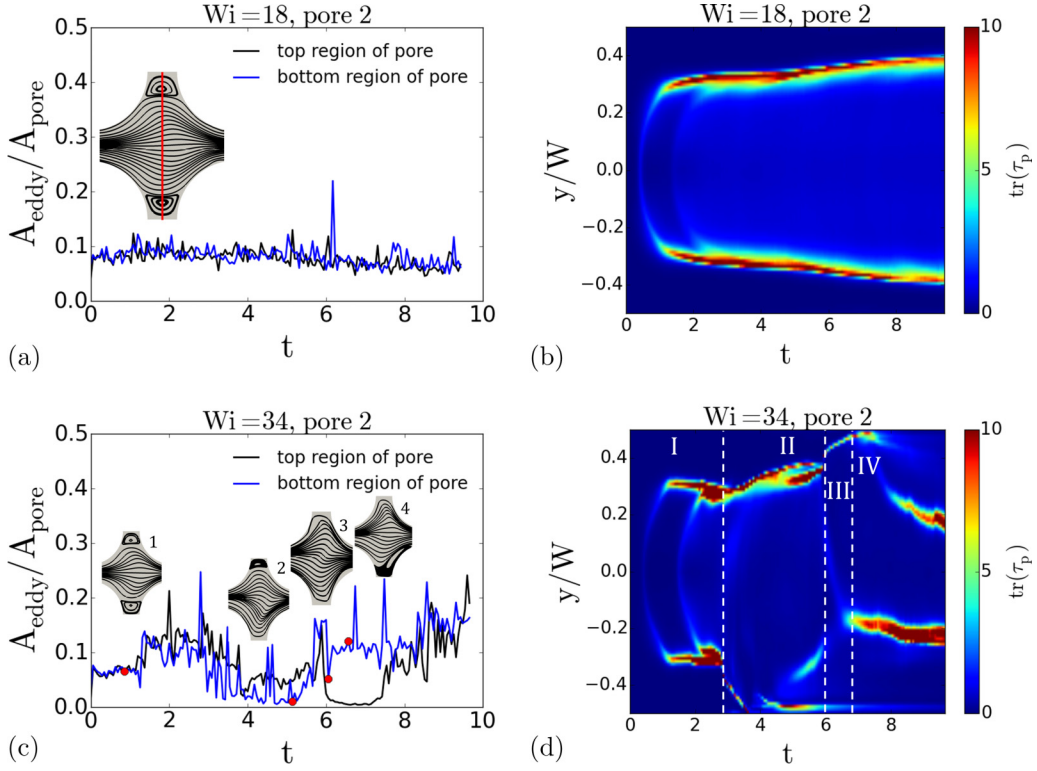 Wi = 18, pore 2
A_eddy/A_pore
0.5
0.4
0.3
0.2
0.1
0.0
top region of pore
bottom region of pore
0 2 4 6 8 10
t
(a)
Wi = 18, pore 2
y/W
0.4
0.2
0.0
−0.2
−0.4
0 2 4 6 8
t
10
5
0
tr(τ_p)
(b)
Wi = 34, pore 2
A_eddy/A_pore
0.5
0.4
0.3
0.2
0.1
0.0
top region of pore
bottom region of pore
1
2
3
4
0 2 4 6 8 10
t
(c)
Wi = 34, pore 2
y/W
0.4
0.2
0.0
−0.2
−0.4
I
II
III
IV
0 2 4 6 8
t
10
5
0
tr(τ_p)
(d)